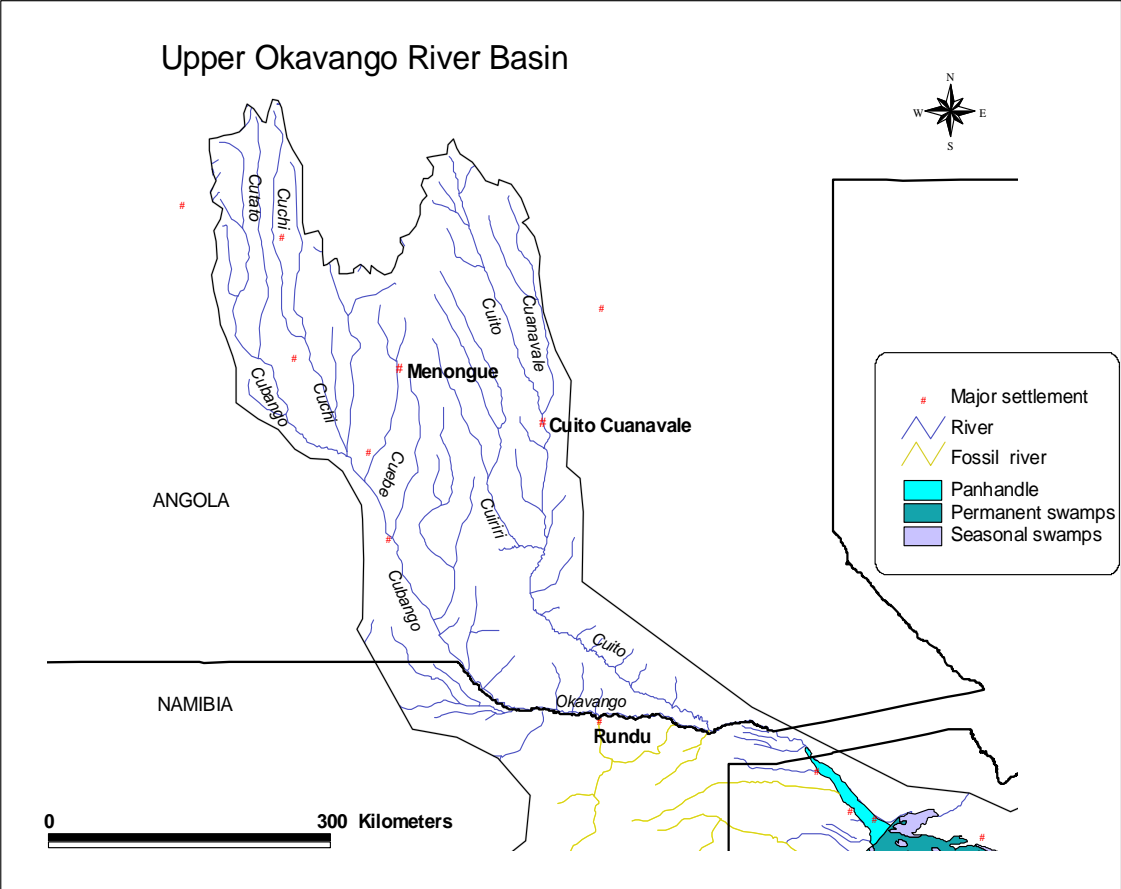 Upper Okavango River Basin
N
W
E
S
Cutato
Cuchi
Cuito
Cuanavale
Menongue
Cubango
Cuchi
Cuito Cuanavale
Cuebe
ANGOLA
Cuiriri
Cubango
Cuito
NAMIBIA
Okavango
Rundu
Major settlement
River
Fossil river
Panhandle
Permanent swamps
Seasonal swamps
0
300 Kilometers